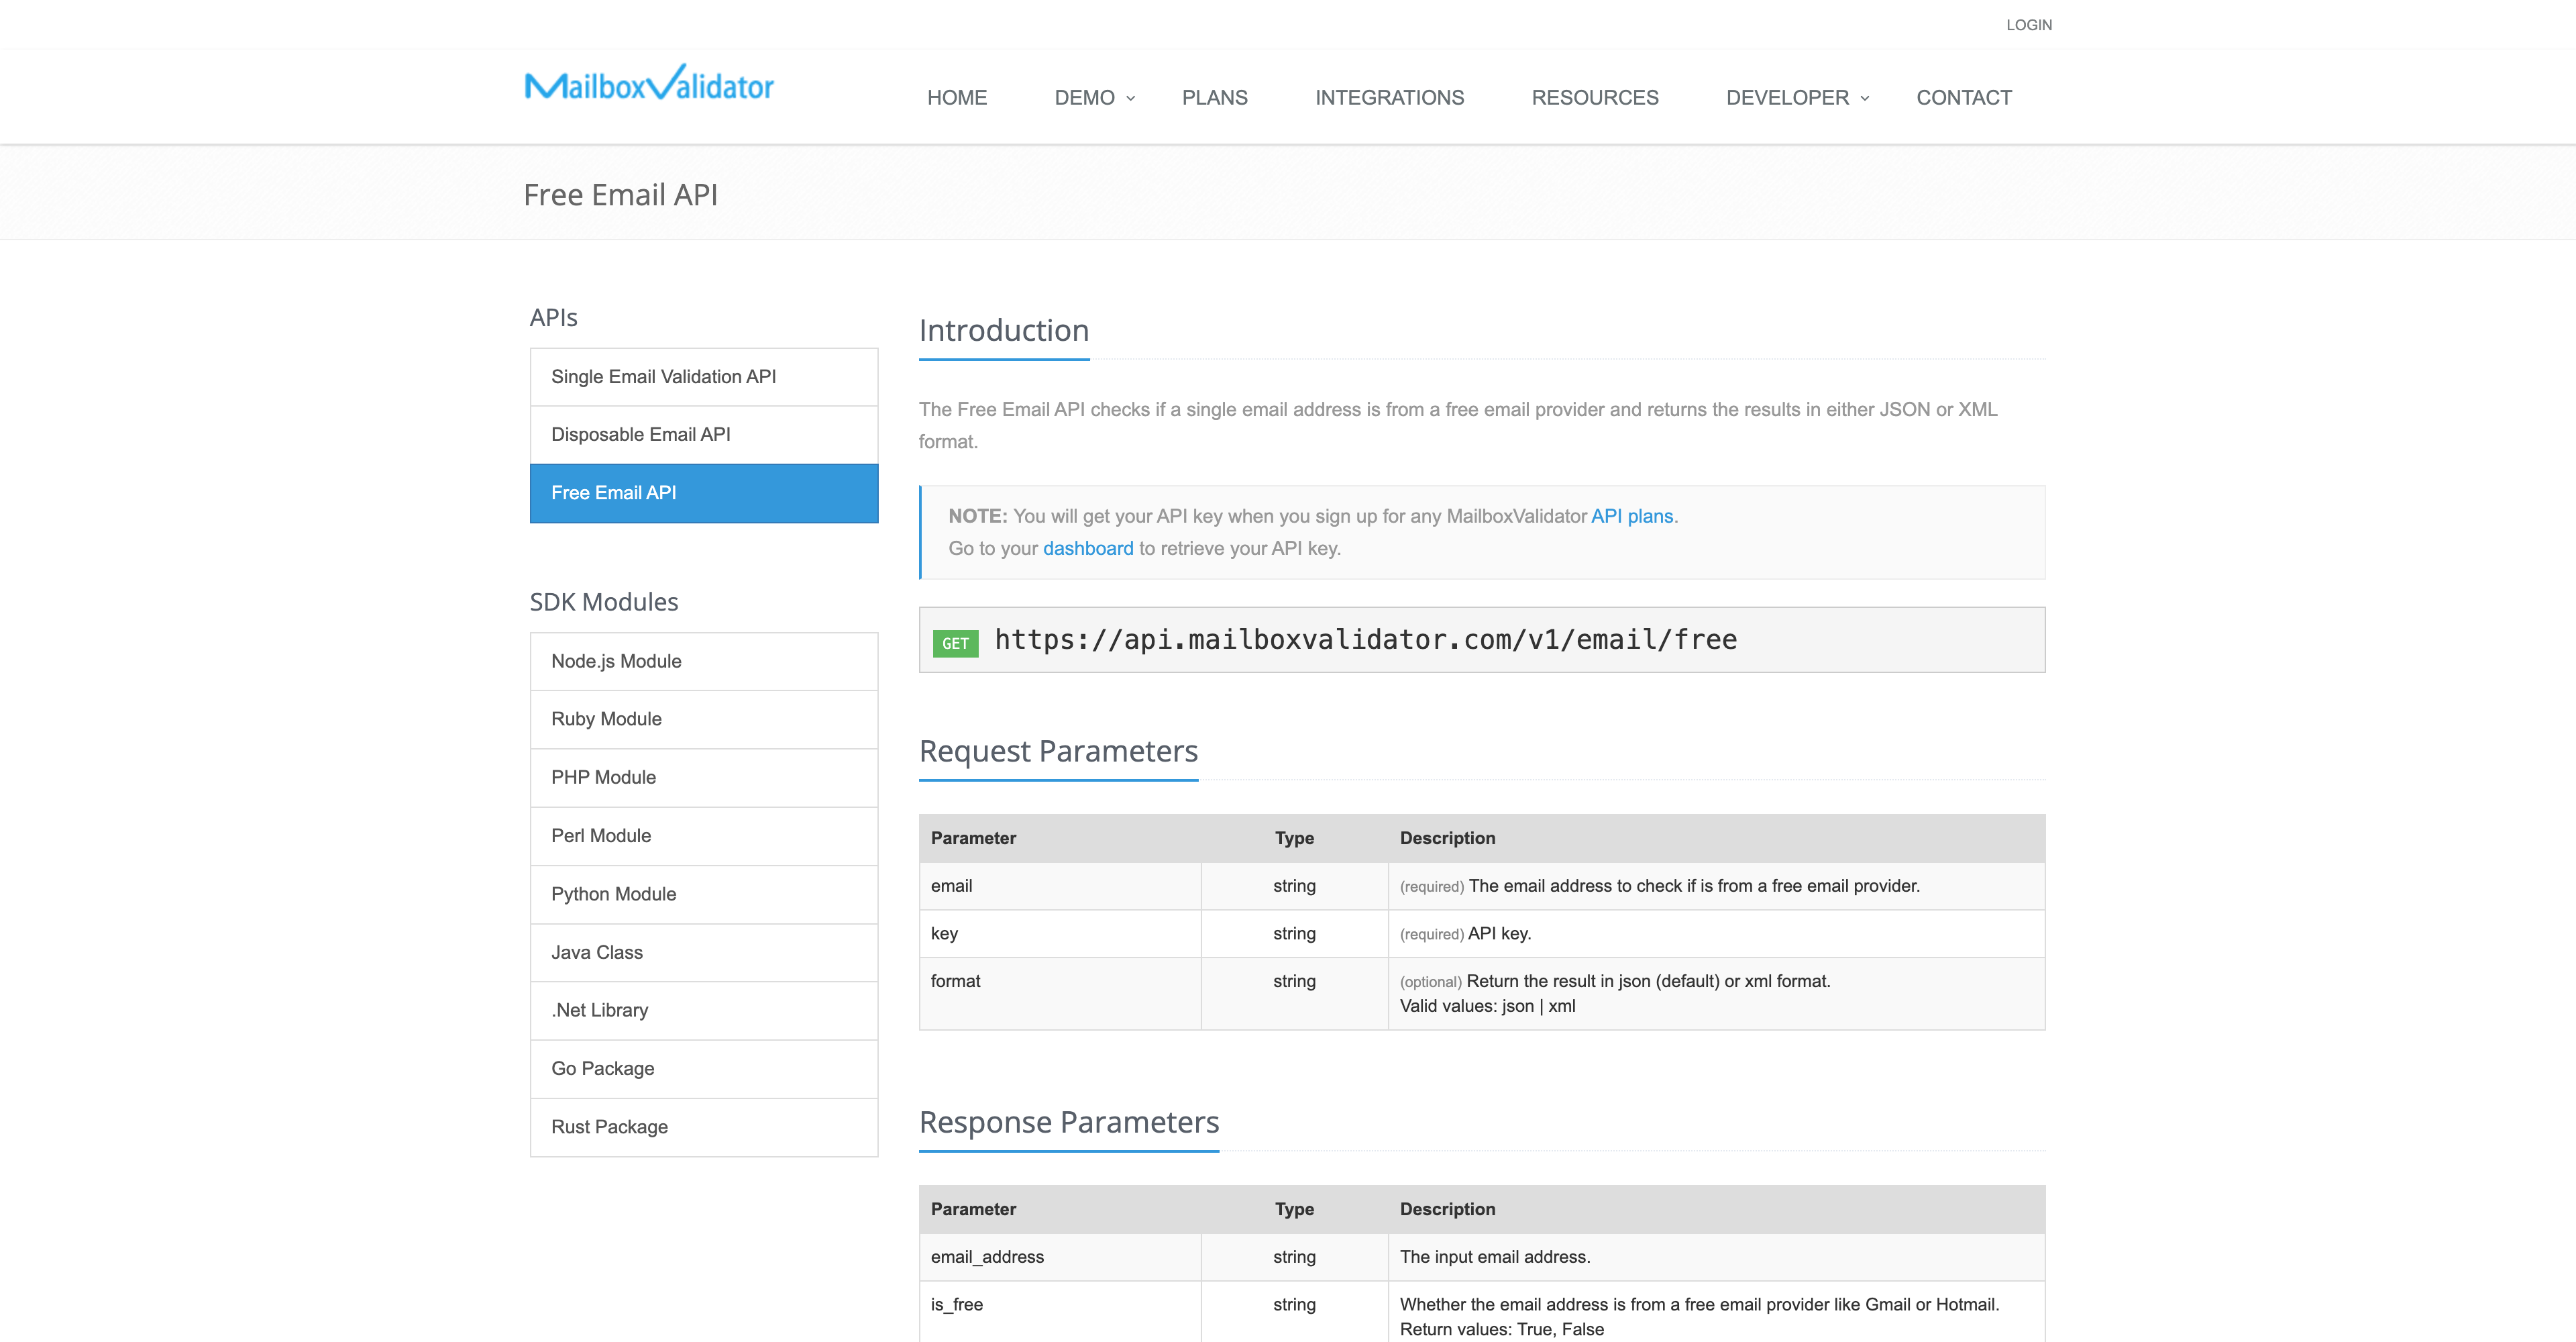 LOGIN
MailboxValidator
HOME DEMO PLANS INTEGRATIONS RESOURCES DEVELOPER CONTACT
Free Email API
APIs
Single Email Validation API
Disposable Email API
Free Email API
SDK Modules
Node.js Module
Ruby Module
PHP Module
Perl Module
Python Module
Java Class
.Net Library
Go Package
Rust Package
Introduction
The Free Email API checks if a single email address is from a free email provider and returns the results in either JSON or XML
format.
NOTE: You will get your API key when you sign up for any MailboxValidator API plans.
Go to your dashboard to retrieve your API key.
GET https://api.mailboxvalidator.com/v1/email/free
Request Parameters
Parameter Type Description
email string (required) The email address to check if is from a free email provider.
key string (required) API key.
format string (optional) Return the result in json (default) or xml format.
Valid values: json | xml
Response Parameters
Parameter Type Description
email_address string The input email address.
is_free string Whether the email address is from a free email provider like Gmail or Hotmail.
Return values: True, False